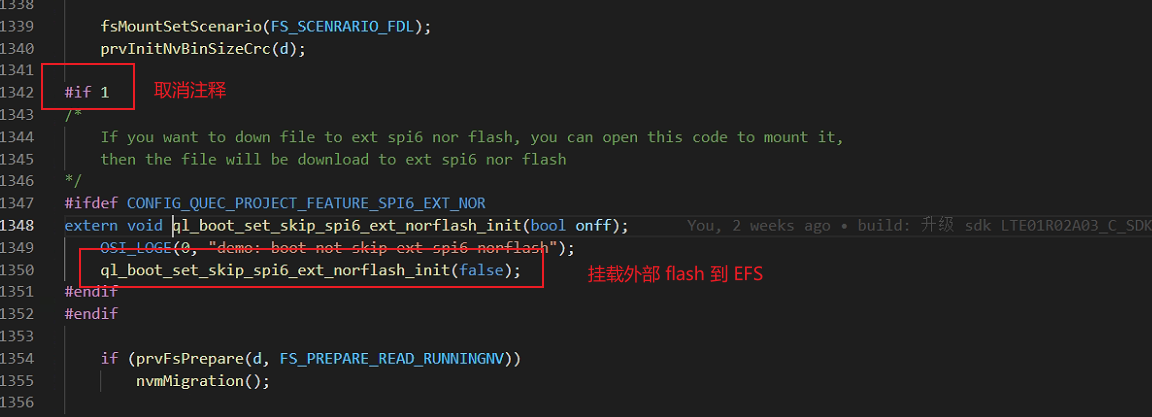 1338
1339 fsMountSetScenario(FS_SCENRARIO_FDL);
1340 prvInitNvBinSizeCrc(d);
1341
1342 #if 1 取消注释
1343 /*
1344 If you want to down file to ext spi6 nor flash, you can open this code to mount it,
1345 then the file will be download to ext spi6 nor flash
1346 */
1347 #ifdef CONFIG_QUEC_PROJECT_FEATURE_SPI6_EXT_NOR
1348 extern void ql_boot_set_skip_spi6_ext_norflash_init(bool onff); You, 2 weeks ago • build: 升级 sdk LTE01R02A03_C_SDK
1349 OSI_LOGE(0, "demo: boot not skip ext spi6 norflash");
1350 ql_boot_set_skip_spi6_ext_norflash_init(false); 挂载外部 flash 到 EFS
1351 #endif
1352 #endif
1353
1354 if (prvFsPrepare(d, FS_PREPARE_READ_RUNNINGNV))
1355 nvmMigration();
1356